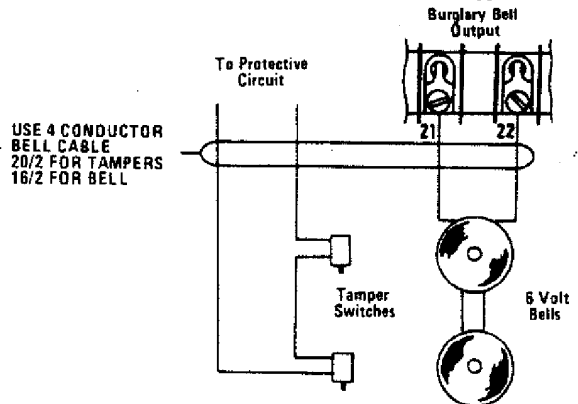 Burglary Bell
Output
To Protective
Circuit
21
22
USE 4 CONDUCTOR
BELL CABLE
20/2 FOR TAMPERS
16/2 FOR BELL
Tamper
Switches
6 Volt
Bells